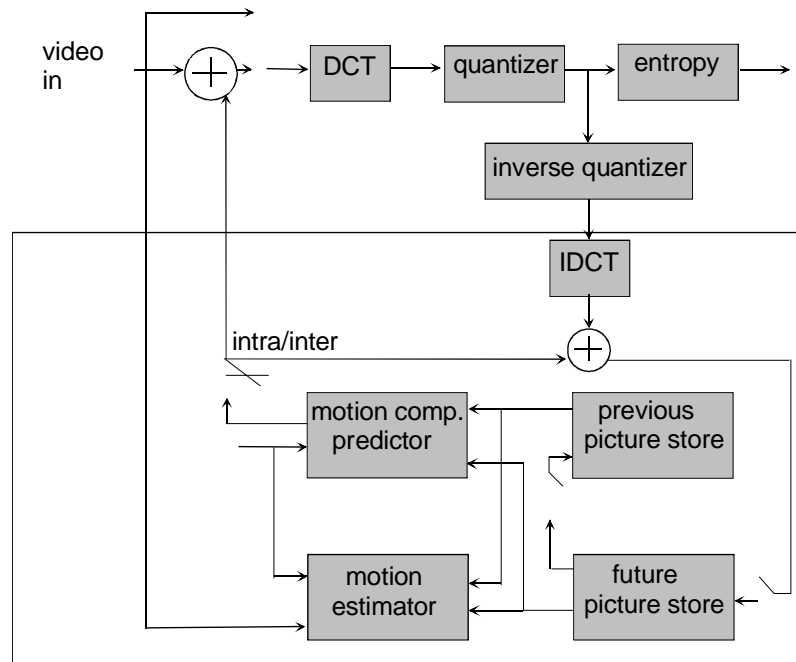 video
in
DCT
quantizer
entropy
inverse quantizer
IDCT
intra/inter
motion comp.
predictor
previous
picture store
motion
estimator
future
picture store